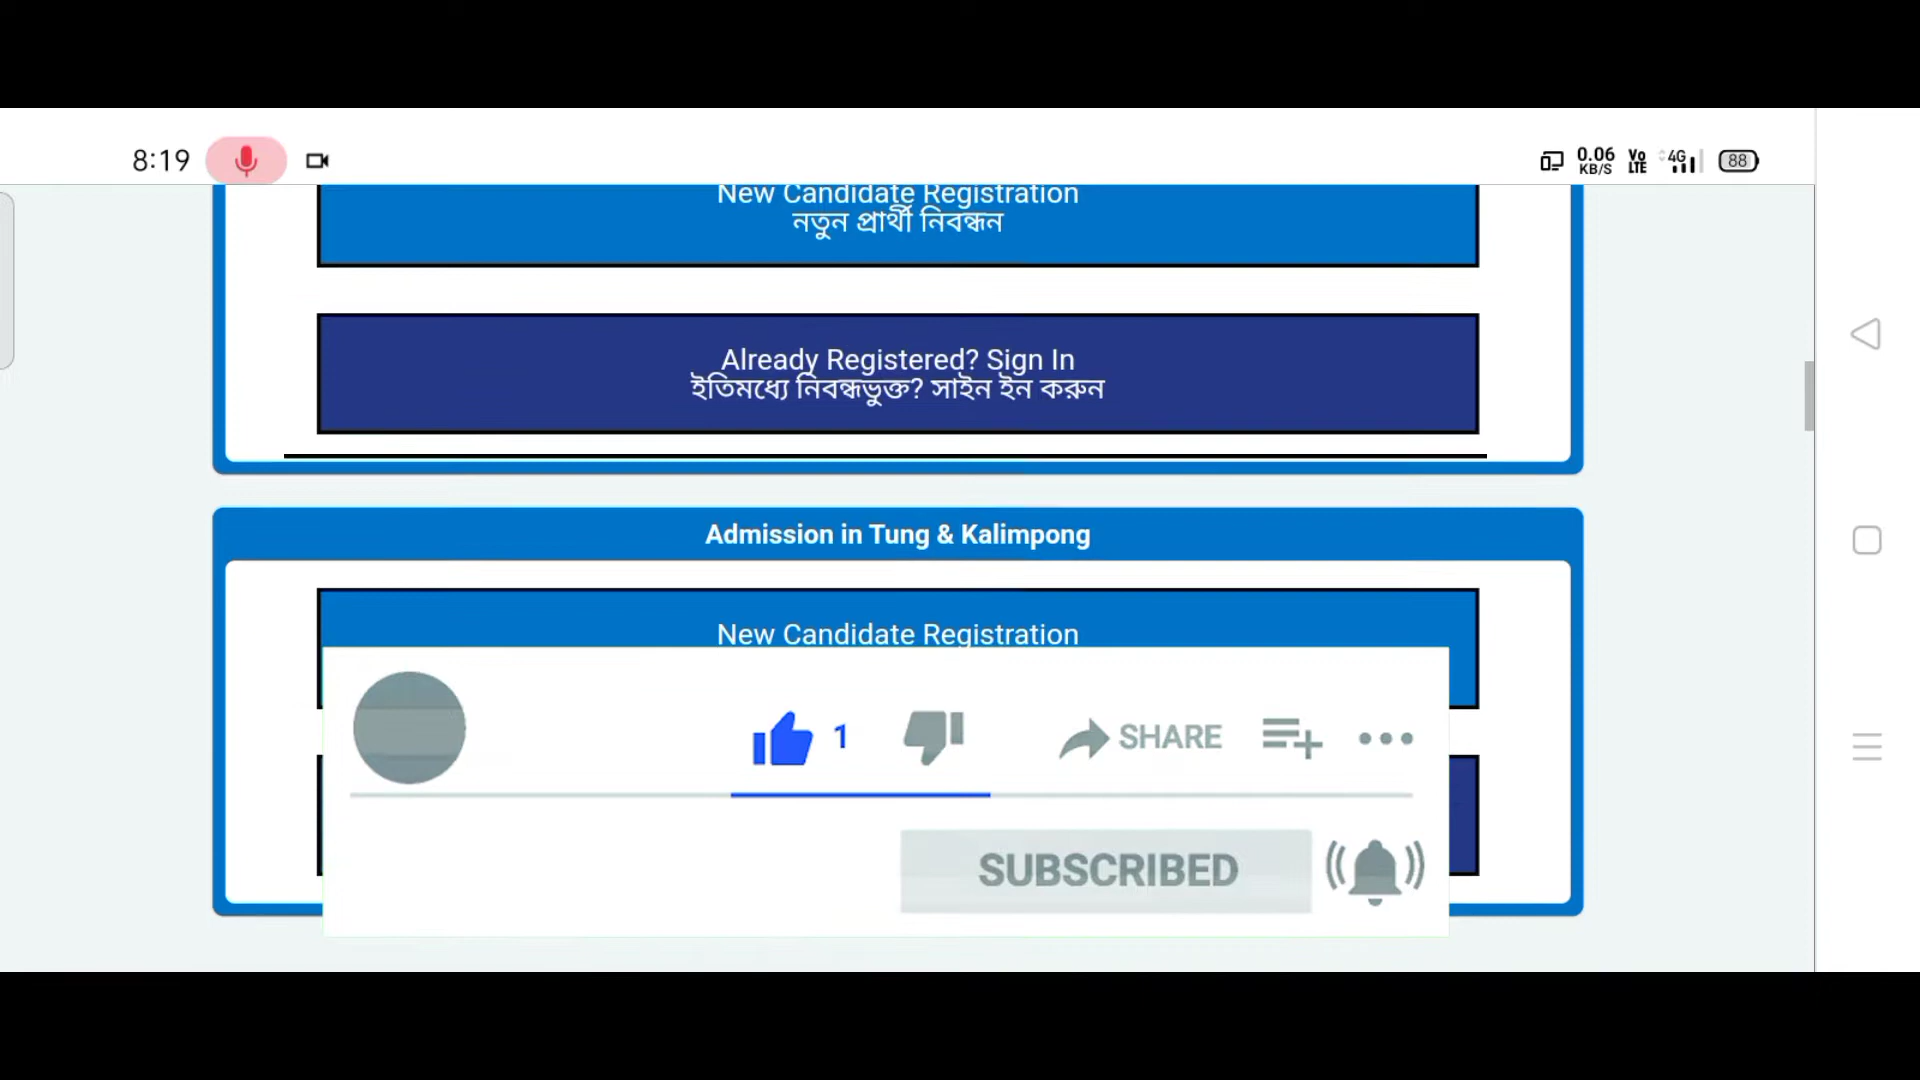 8:19
0.06
KB/S
Vo
LTE
4G
88
New Candidate Registration
নতুন প্রার্থী নিবন্ধন
Already Registered? Sign In
ইতিমধ্যে নিবন্ধভুক্ত? সাইন ইন করুন
Admission in Tung & Kalimpong
New Candidate Registration
1
SHARE
SUBSCRIBED